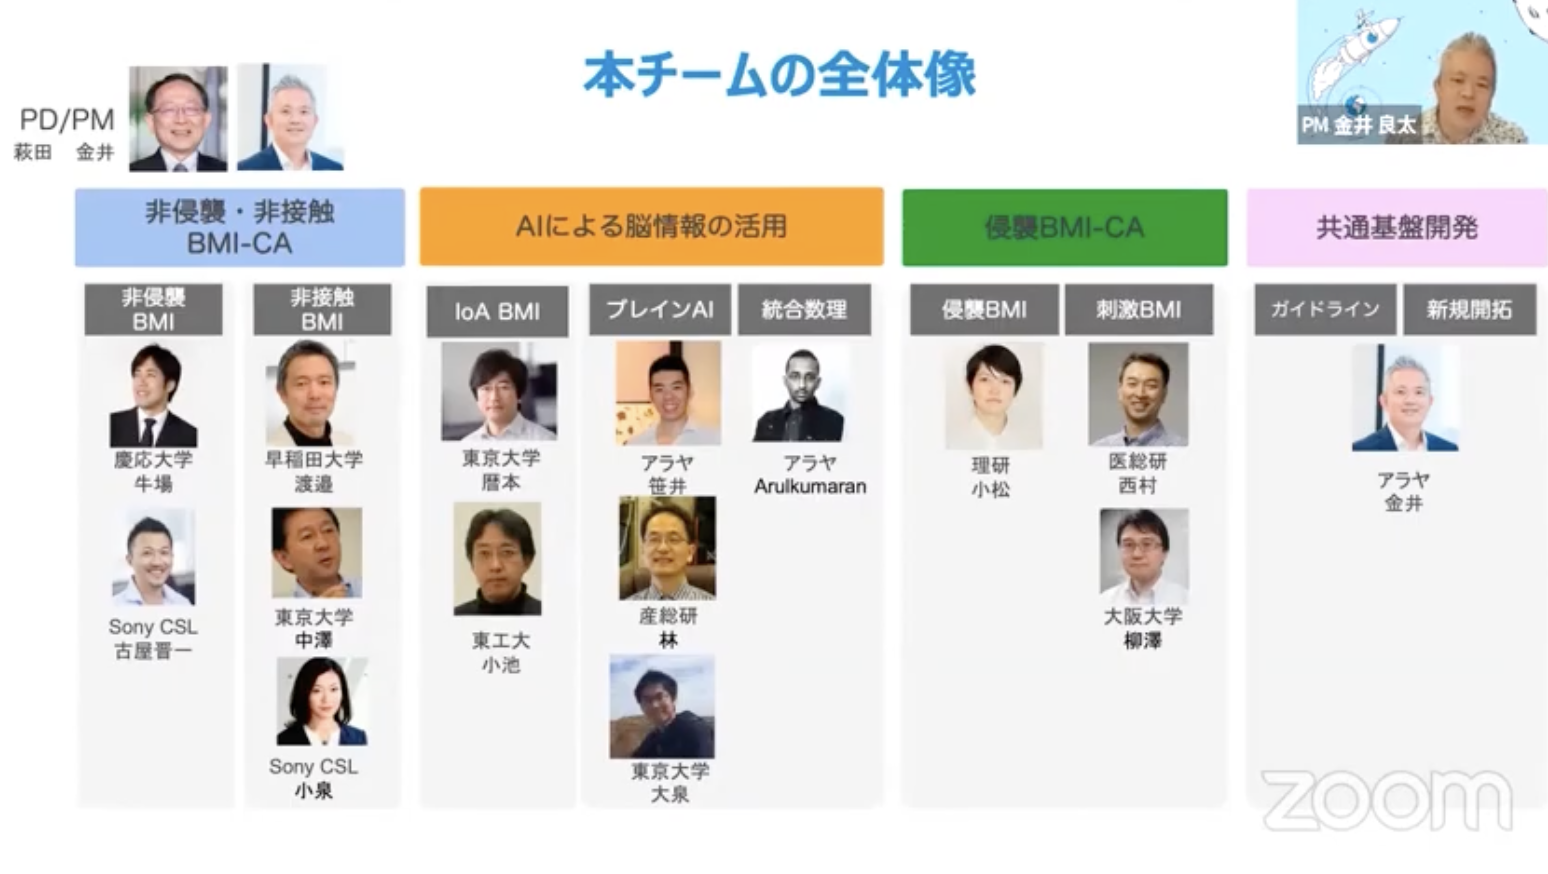 本チームの全体像
PM 金井 良太
PD/PM
萩田 金井
非侵襲・非接触
BMI-CA
AIによる脳情報の活用
侵襲BMI-CA
共通基盤開発
非侵襲
BMI
非接触
BMI
IoA BMI
ブレインAI
統合数理
侵襲BMI
刺激BMI
ガイドライン
新規開拓
慶応大学
牛場
早稲田大学
渡邉
東京大学
暦本
アラヤ
笹井
アラヤ
Arulkumaran
理研
小松
医総研
西村
アラヤ
金井
Sony CSL
古屋晋一
東京大学
中澤
東工大
小池
産総研
林
大阪大学
柳澤
Sony CSL
小泉
東京大学
大泉
zoom